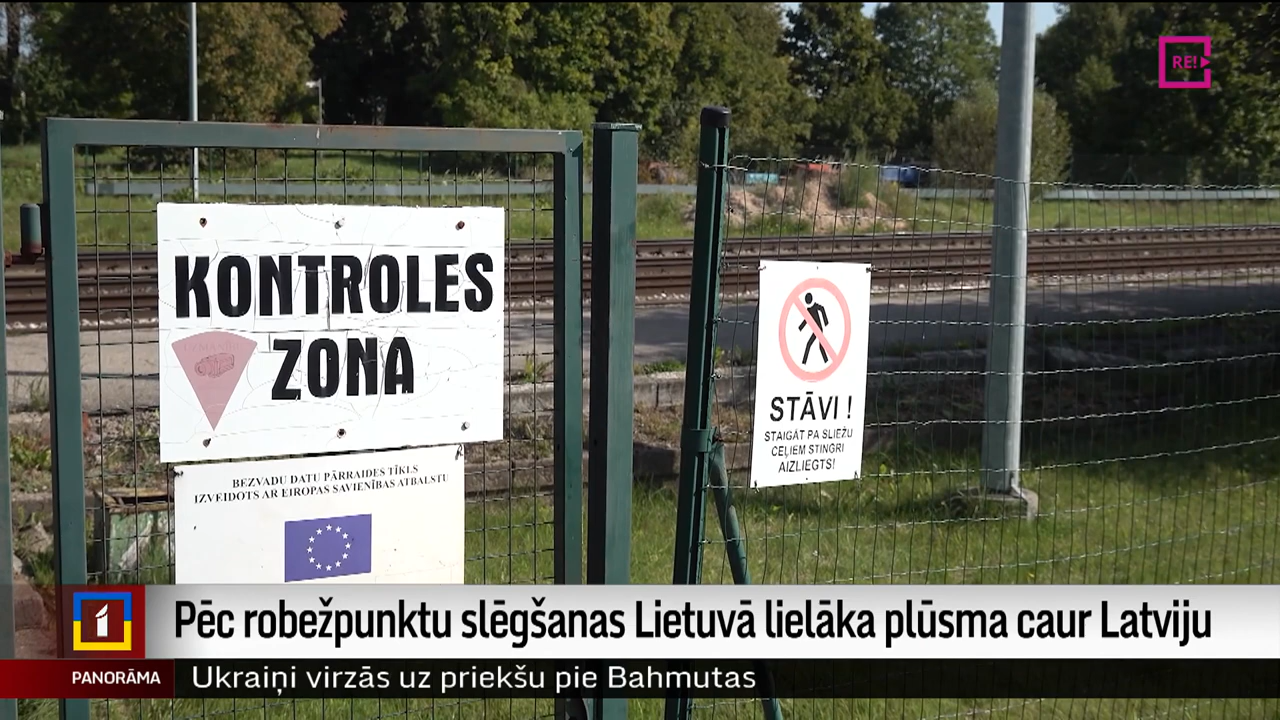 RE!
KONTROLES
ZONA
STĀVI !
STAIGĀT PA SLIEŽU
CEĻIEM STINGRI
AIZLIEGTS!
BEZVADU DATU PĀRRAIDES TĪKLS
IZVEIDOTS AR EIROPAS SAVIENĪBAS ATBALSTU
1
Pēc robežpunktu slēgšanas Lietuvā lielāka plūsma caur Latviju
PANORĀMA
Ukraiņi virzās uz priekšu pie Bahmutas